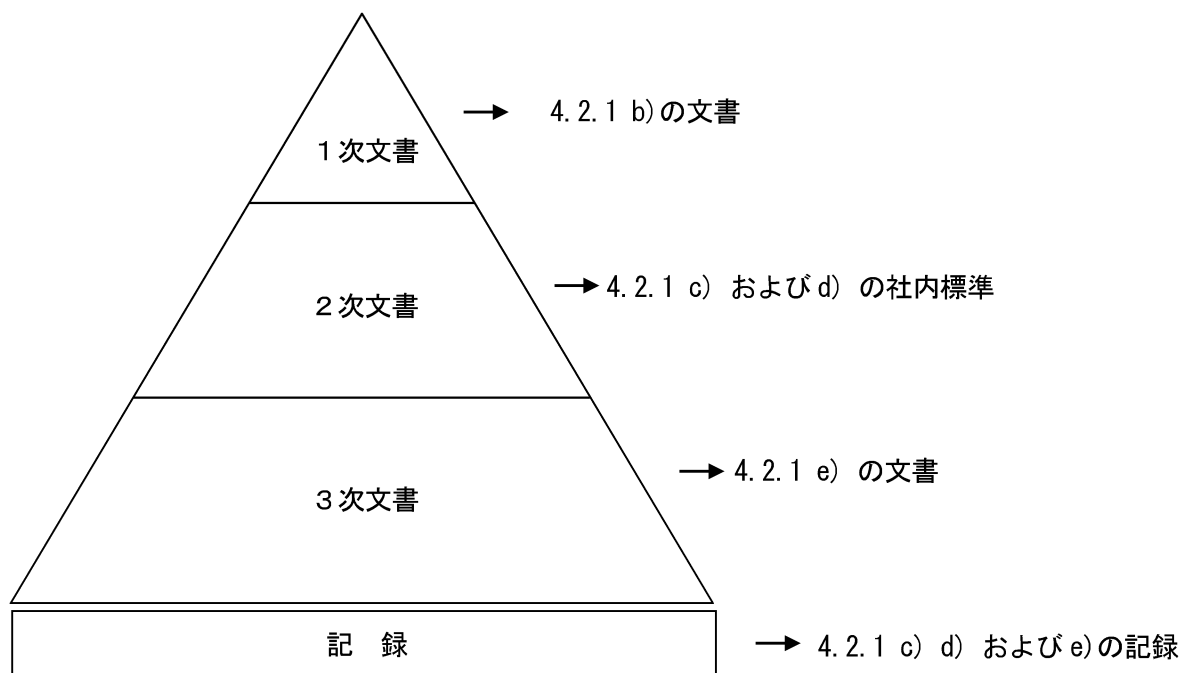 → 4.2.1 b)の文書
１次文書
→ 4.2.1 c) およびd) の社内標準
２次文書
→ 4.2.1 e) の文書
３次文書
記　録
→ 4.2.1 c) d) およびe)の記録